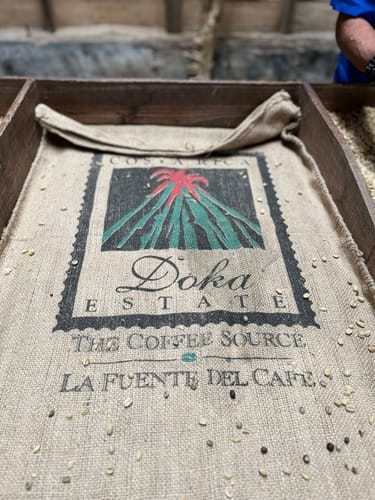 COSTA RICA
Doka
ESTATE
THE COFFEE SOURCE
LA FUENTE DEL CAFE